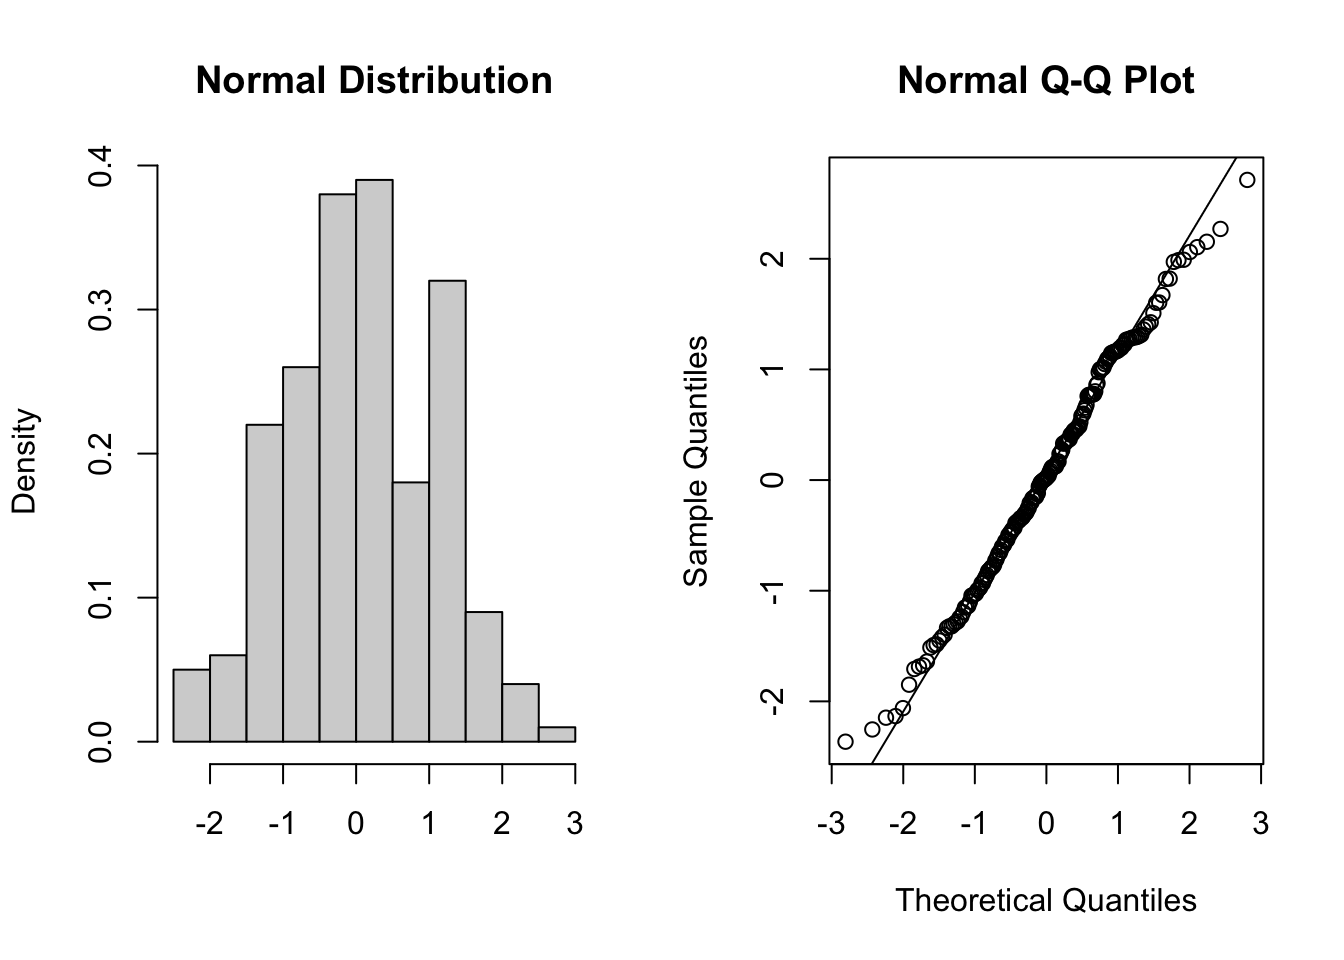 Normal Distribution
Density
0.0 0.1 0.2 0.3 0.4
-2 -1 0 1 2 3
Normal Q-Q Plot
Sample Quantiles
-2 -1 0 1 2
-3 -2 -1 0 1 2 3
Theoretical Quantiles